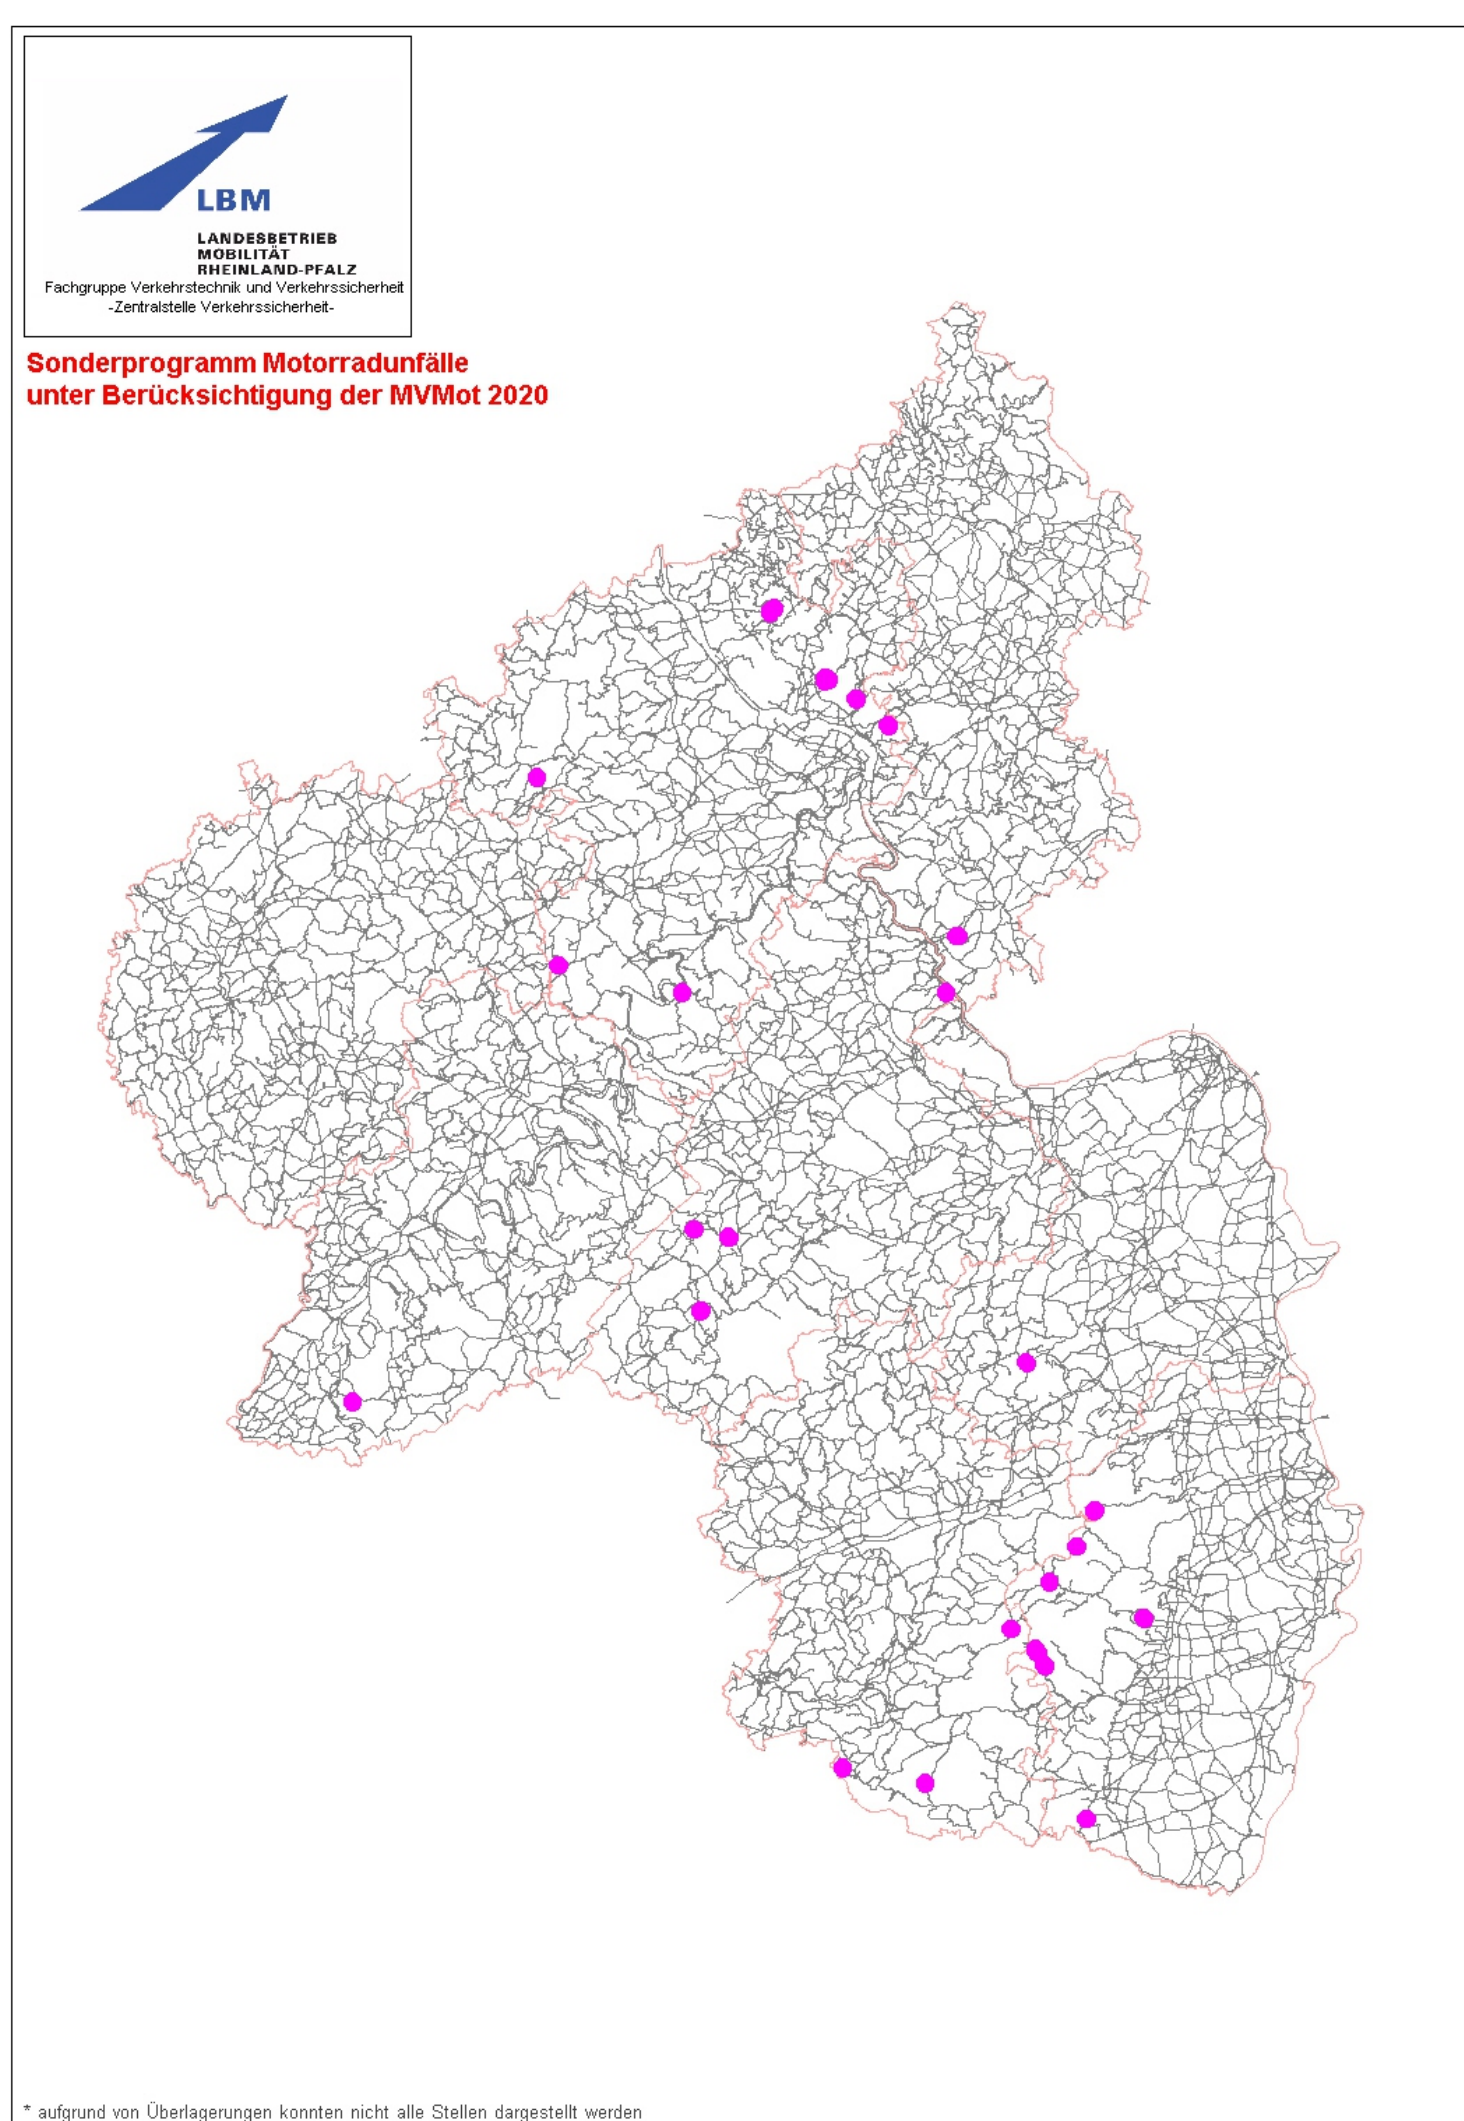 LBM
LANDESBETRIEB
MOBILITÄT
RHEINLAND-PFALZ
Fachgruppe Verkehrstechnik und Verkehrssicherheit
-Zentralstelle Verkehrssicherheit-
Sonderprogramm Motorradunfälle
unter Berücksichtigung der MVMot 2020
* aufgrund von Überlagerungen konnten nicht alle Stellen dargestellt werden